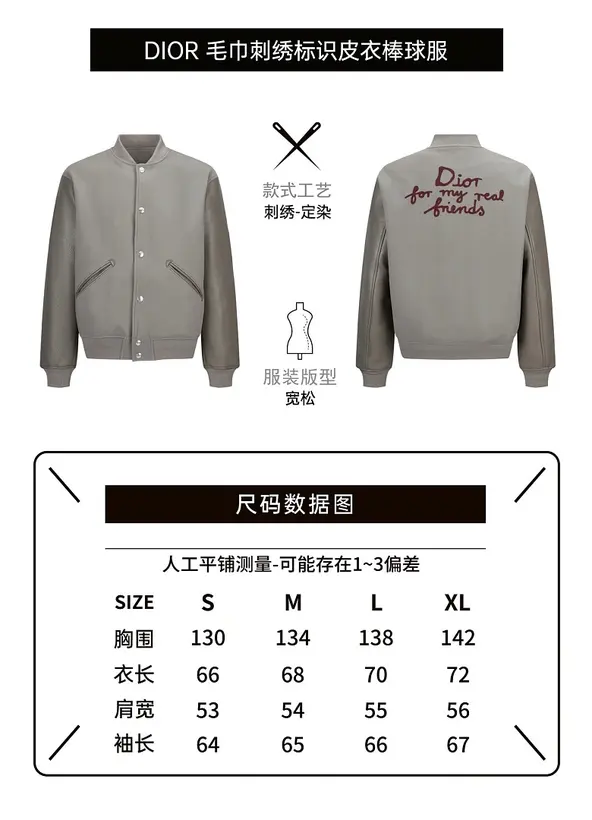 DIOR 毛巾刺绣标识皮衣棒球服
款式工艺
刺绣-定染
Dior
for my real
friends
服装版型
宽松
尺码数据图
人工平铺测量-可能存在1~3偏差
SIZE S M L XL
胸围 130 134 138 142
衣长 66 68 70 72
肩宽 53 54 55 56
袖长 64 65 66 67